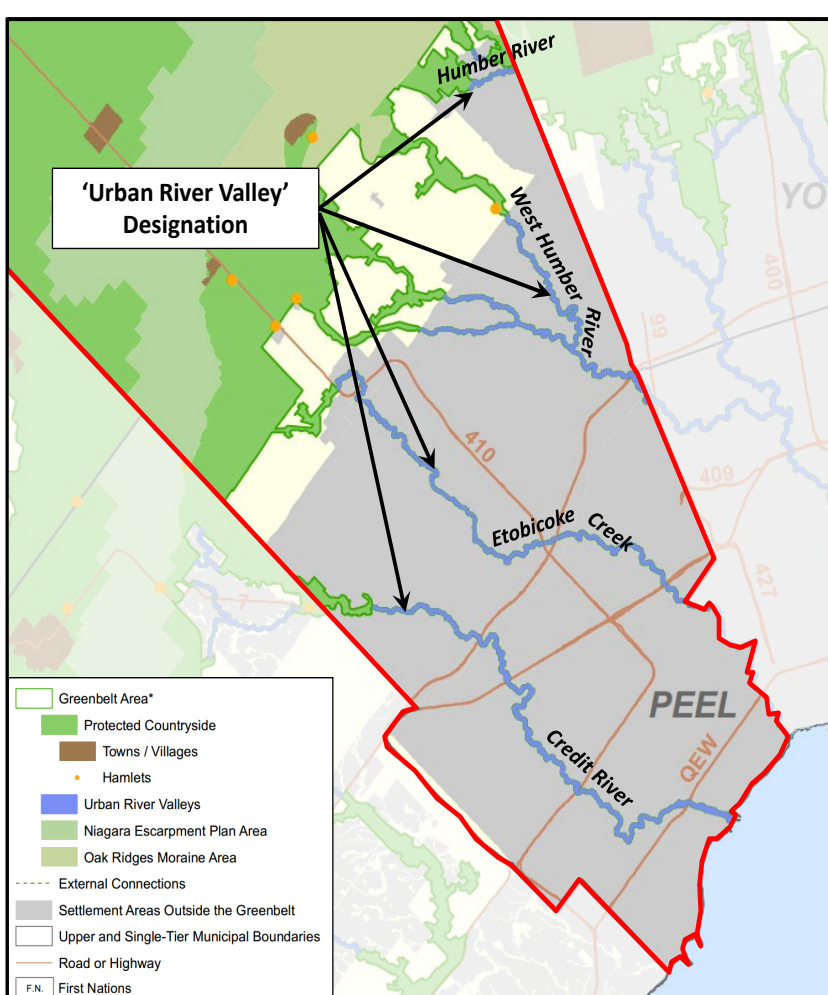 Humber River
'Urban River Valley'
Designation
West Humber River
YO
400
99
410
409
427
Etobicoke Creek
7
PEEL
QEW
Credit River
Greenbelt Area*
Protected Countryside
Towns / Villages
Hamlets
Urban River Valleys
Niagara Escarpment Plan Area
Oak Ridges Moraine Area
External Connections
Settlement Areas Outside the Greenbelt
Upper and Single-Tier Municipal Boundaries
Road or Highway
F.N. First Nations